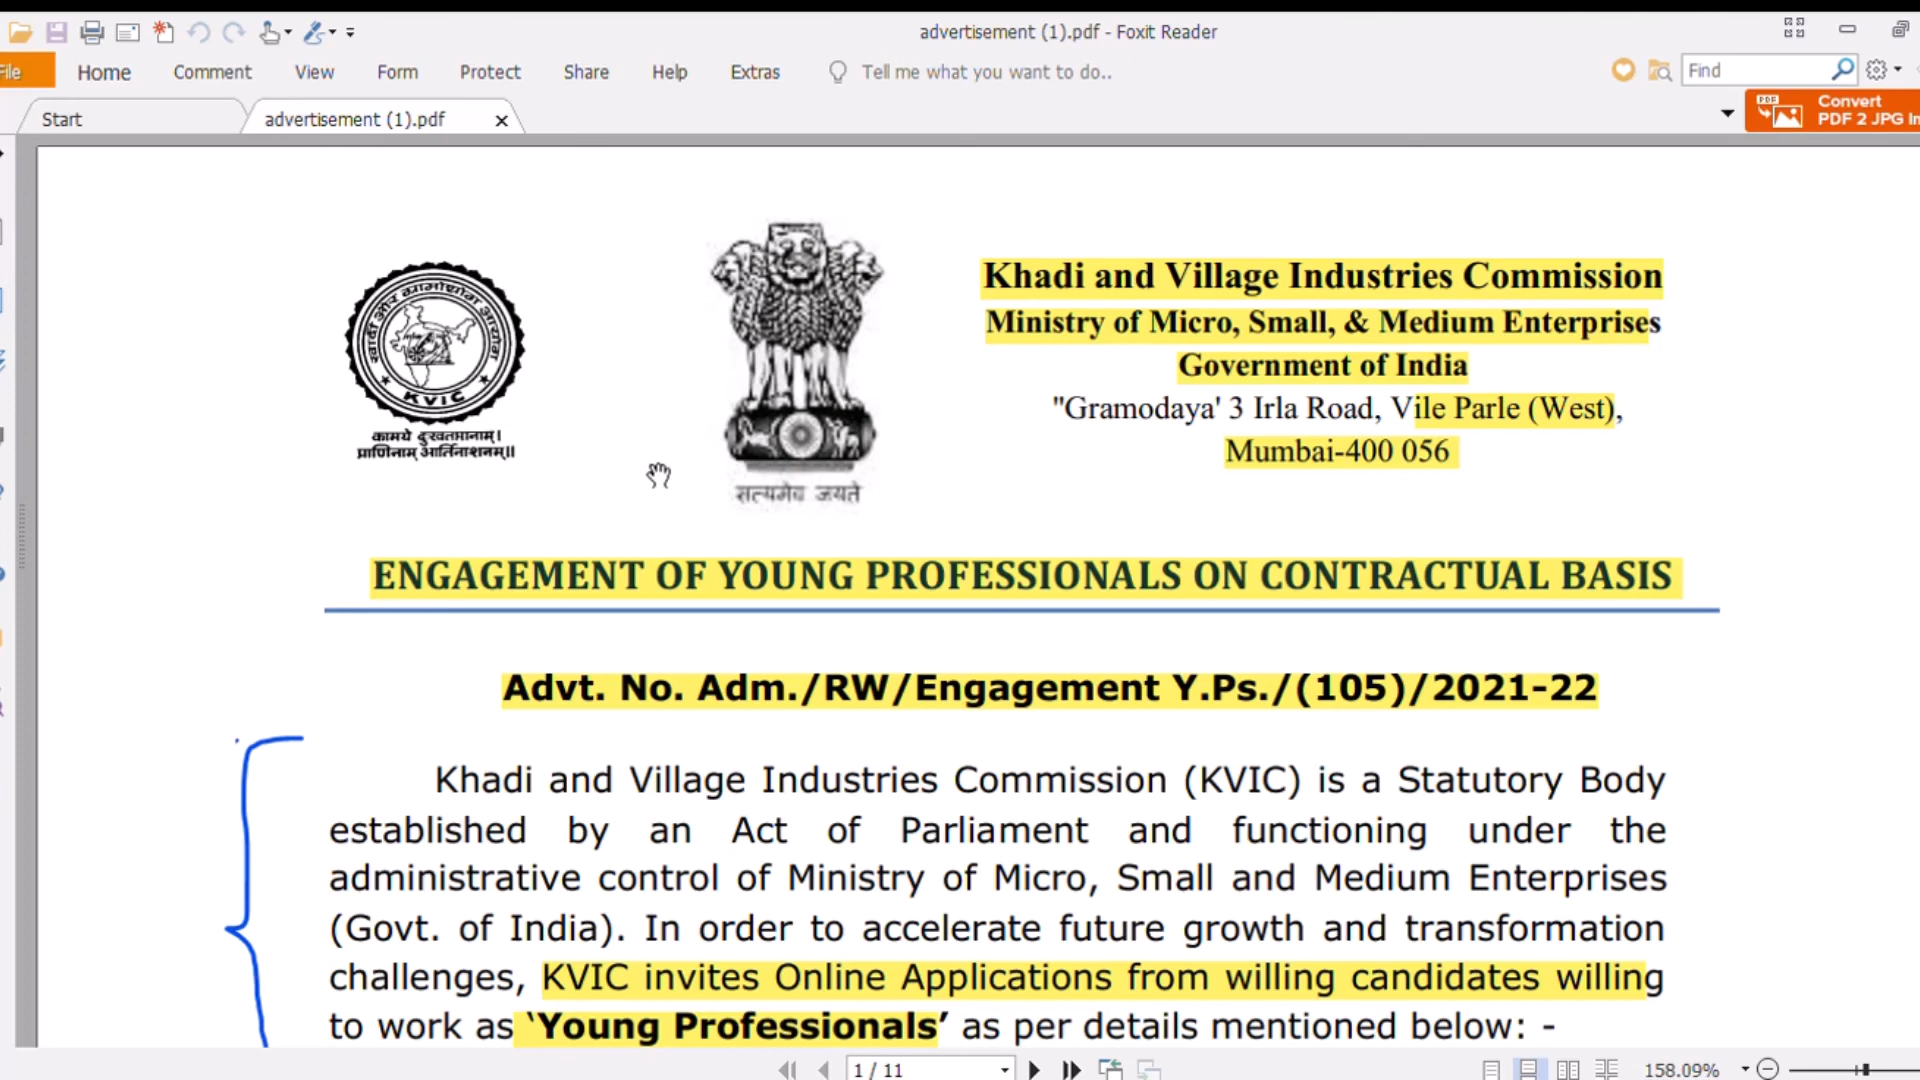 advertisement (1).pdf - Foxit Reader
File Home Comment View Form Protect Share Help Extras Tell me what you want to do.. Find
Start advertisement (1).pdf
Convert
PDF 2 JPG
PDF
खादी और ग्रामोद्योग आयोग
KVIC
कामये दुःखतप्तानाम्।
प्राणिनाम् आर्तिनाशनम्॥
सत्यमेव जयते
Khadi and Village Industries Commission
Ministry of Micro, Small, & Medium Enterprises
Government of India
"Gramodaya' 3 Irla Road, Vile Parle (West),
Mumbai-400 056
ENGAGEMENT OF YOUNG PROFESSIONALS ON CONTRACTUAL BASIS
Advt. No. Adm./RW/Engagement Y.Ps./(105)/2021-22
Khadi and Village Industries Commission (KVIC) is a Statutory Body
established by an Act of Parliament and functioning under the
administrative control of Ministry of Micro, Small and Medium Enterprises
(Govt. of India). In order to accelerate future growth and transformation
challenges, KVIC invites Online Applications from willing candidates willing
to work as ‘Young Professionals’ as per details mentioned below: -
1 / 11
158.09%